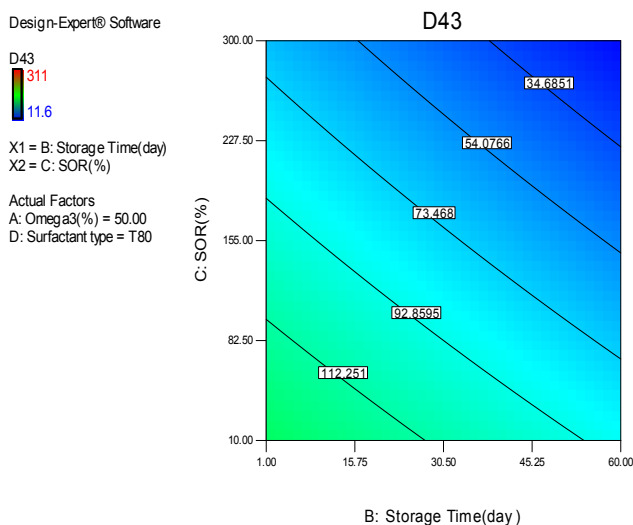 Design-Expert® Software
D43
311
11.6
X1 = B: Storage Time(day)
X2 = C: SOR(%)
Actual Factors
A: Omega3(%) = 50.00
D: Surfactant type = T80
D43
300.00
227.50
155.00
82.50
10.00
C: SOR(%)
34.6851
54.0766
73.468
92.8595
112.251
1.00
15.75
30.50
45.25
60.00
B: Storage Time(day)